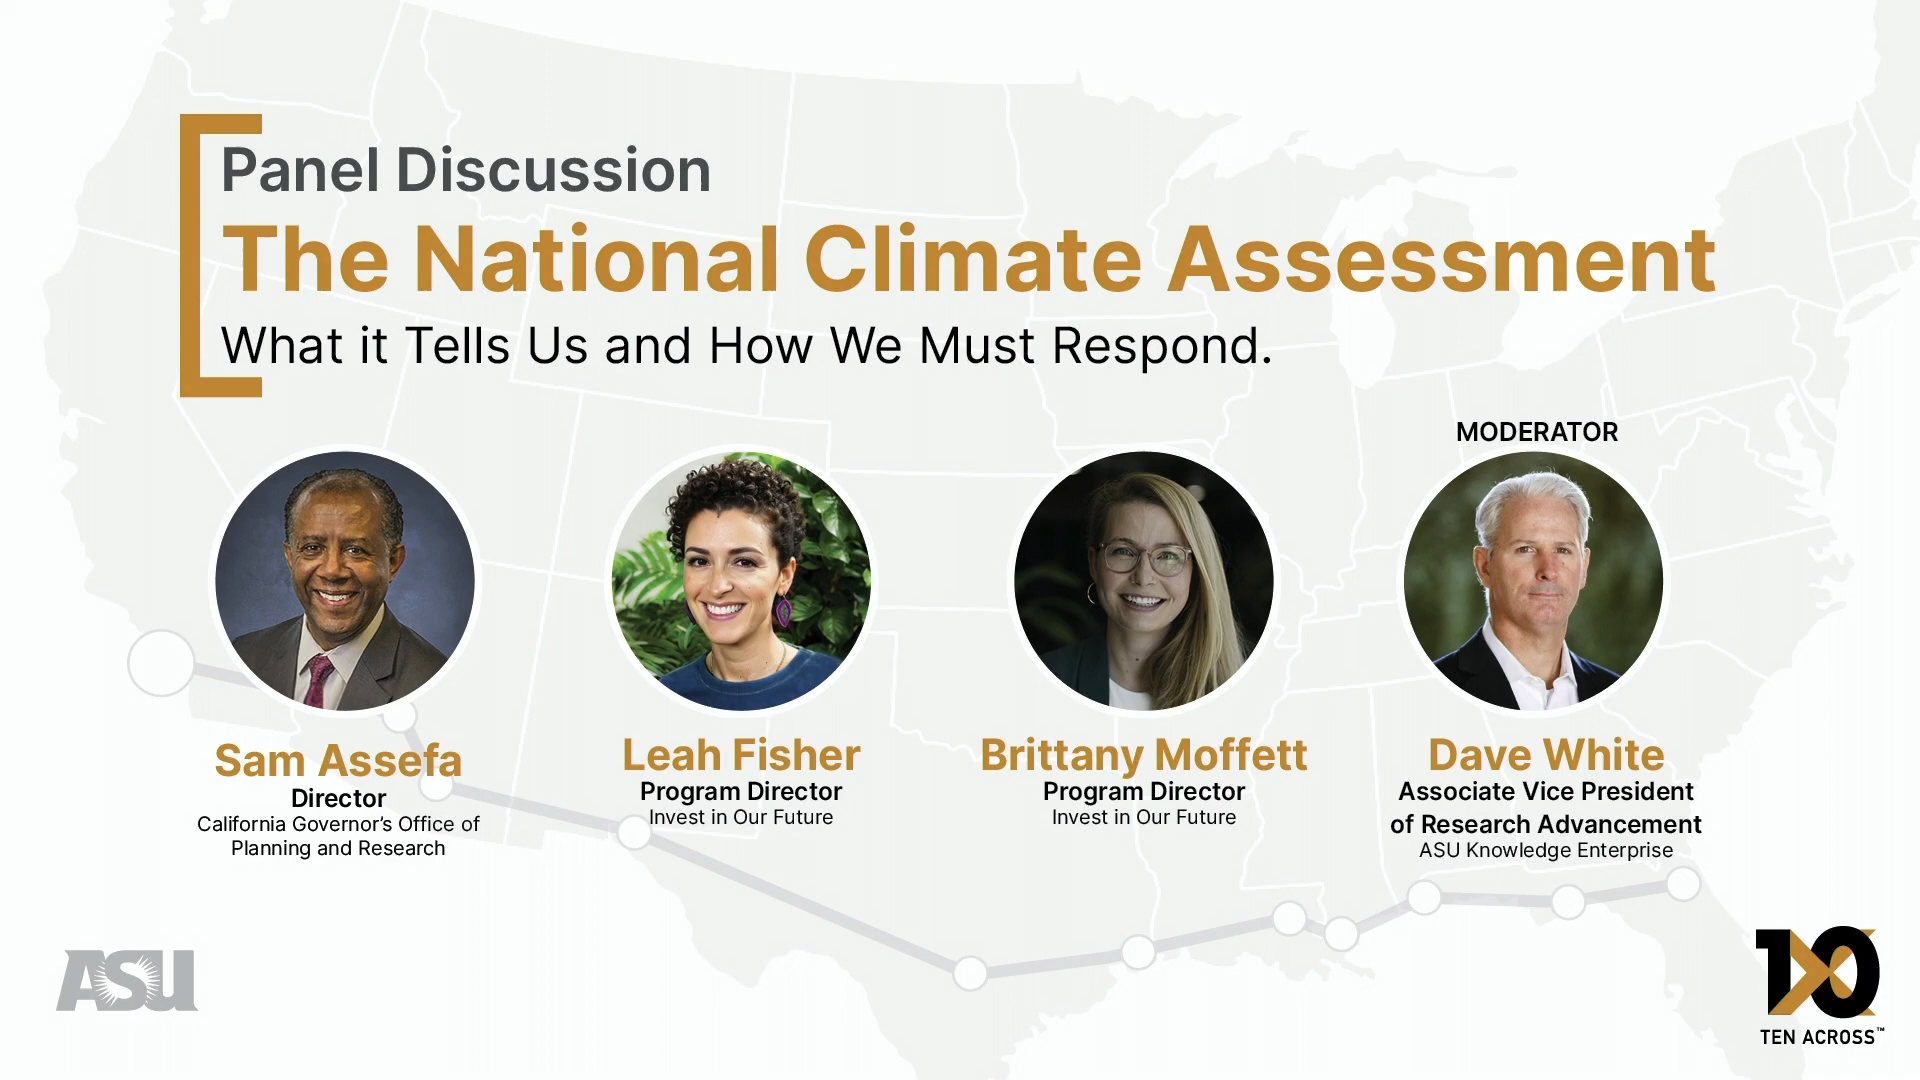 Panel Discussion
The National Climate Assessment
What it Tells Us and How We Must Respond.
MODERATOR
Sam Assefa
Director
California Governor’s Office of
Planning and Research
Leah Fisher
Program Director
Invest in Our Future
Brittany Moffett
Program Director
Invest in Our Future
Dave White
Associate Vice President
of Research Advancement
ASU Knowledge Enterprise
ASU
10X
TEN ACROSS™